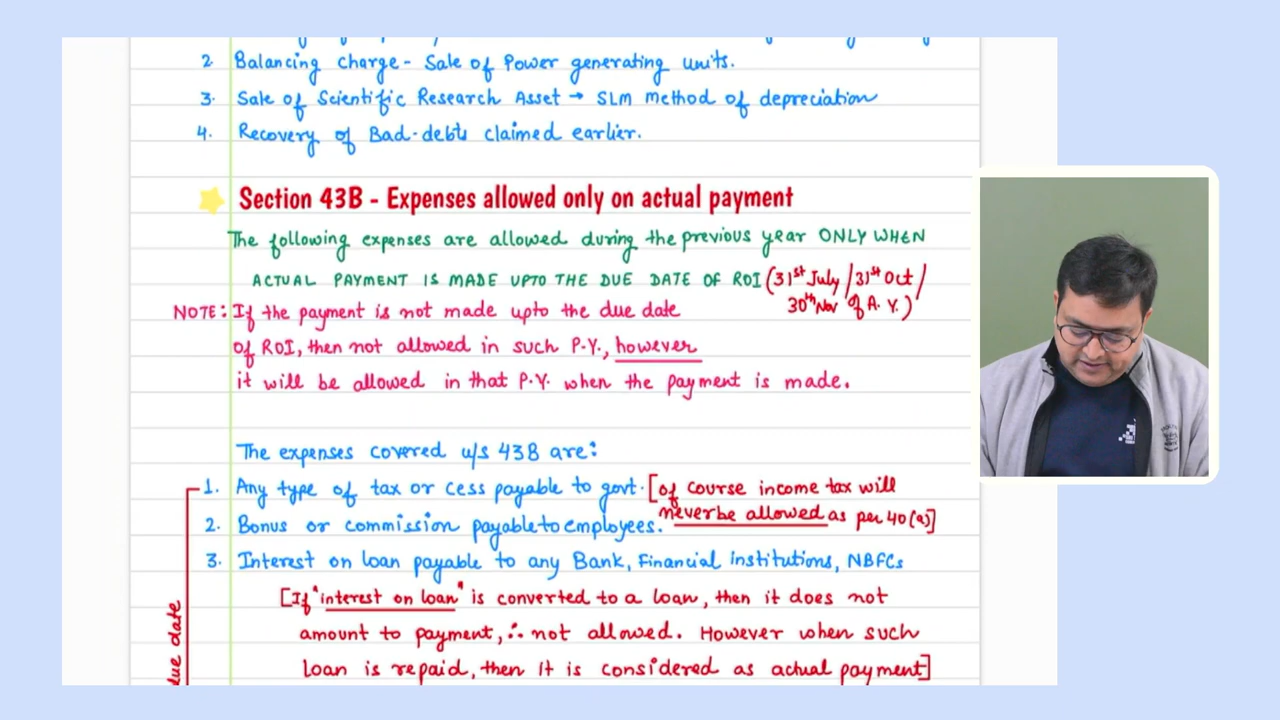 2. Balancing charge - Sale of Power generating units.
3. Sale of Scientific Research Asset → SLM method of depreciation
4. Recovery of Bad-debts claimed earlier.
Section 43B - Expenses allowed only on actual payment
The following expenses are allowed during the previous year ONLY WHEN
ACTUAL PAYMENT IS MADE UPTO THE DUE DATE OF ROI (31st July / 31st Oct /
30th Nov of A.Y.)
NOTE: If the payment is not made upto the due date
of ROI, then not allowed in such P.Y., however
it will be allowed in that P.Y. when the payment is made.
The expenses covered u/s 43B are:
1. Any type of tax or cess payable to govt. [of course income tax will
never be allowed as per 40(a)]
2. Bonus or commission payable to employees.
3. Interest on loan payable to any Bank, Financial institutions, NBFCs
[If "interest on loan" is converted to a loan, then it does not
amount to payment, ∴ not allowed. However when such
loan is repaid, then it is considered as actual payment]
due date